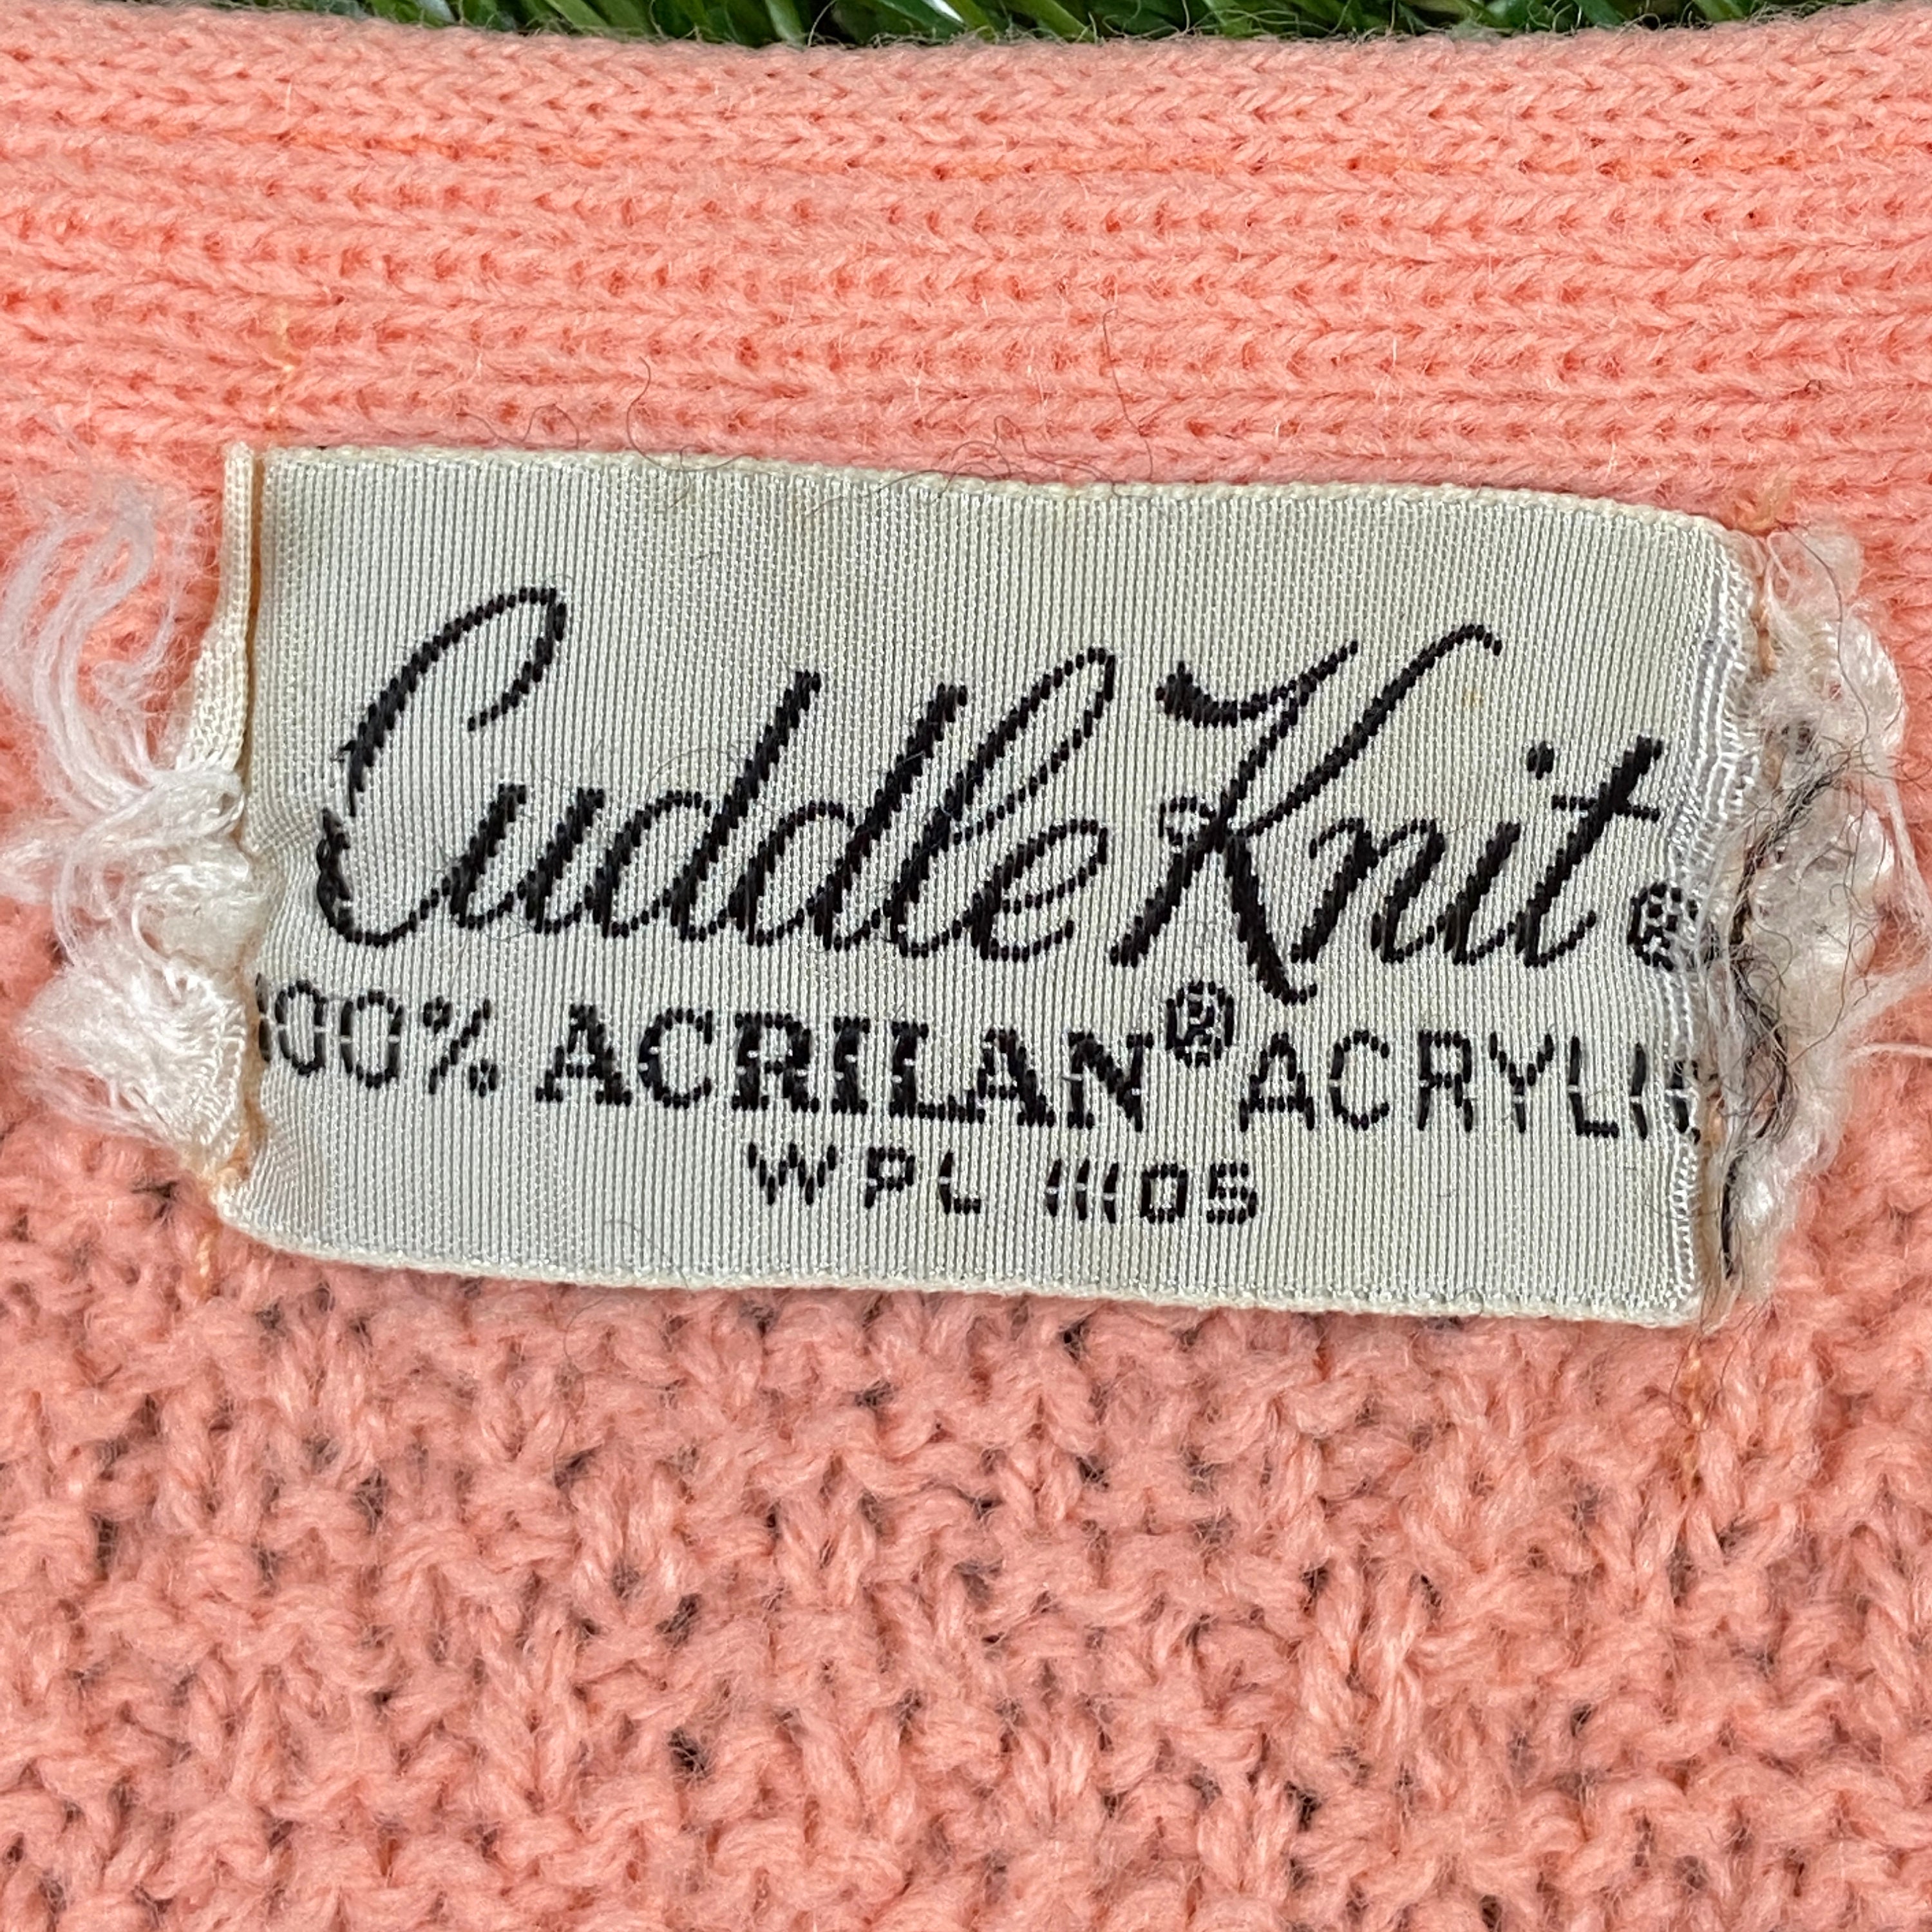 Cuddle Knit ®
100% ACRILAN® ACRYLIC
WPL 11105